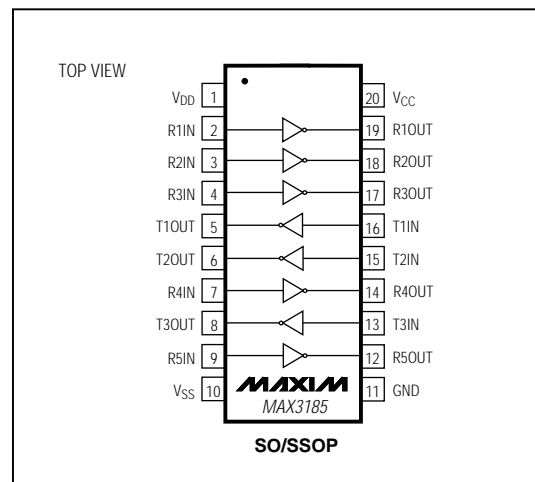 TOP VIEW
VDD 1 20 VCC
R1IN 2 19 R1OUT
R2IN 3 18 R2OUT
R3IN 4 17 R3OUT
T1OUT 5 16 T1IN
T2OUT 6 15 T2IN
R4IN 7 14 R4OUT
T3OUT 8 13 T3IN
R5IN 9 12 R5OUT
VSS 10 MAXIM 11 GND
MAX3185
SO/SSOP